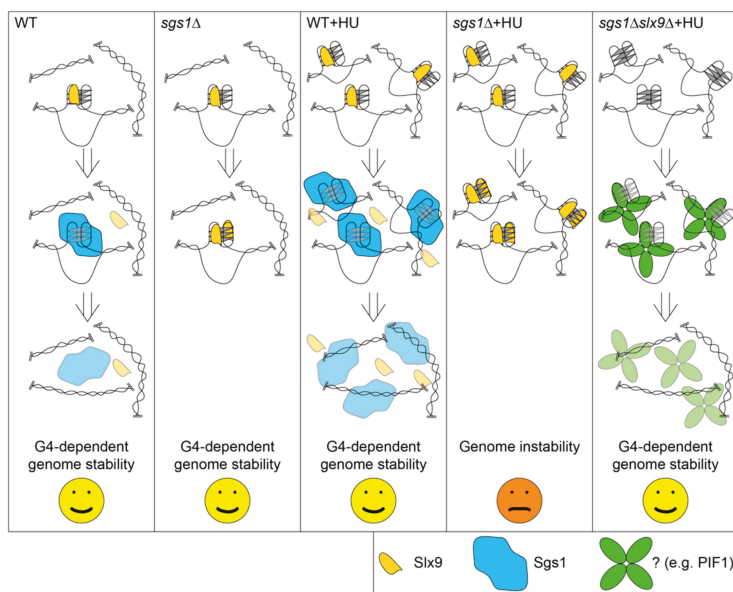 WT
sgs1Δ
WT+HU
sgs1Δ+HU
sgs1Δslx9Δ+HU
G4-dependent
genome stability
G4-dependent
genome stability
G4-dependent
genome stability
Genome instability
G4-dependent
genome stability
Slx9
Sgs1
? (e.g. PIF1)